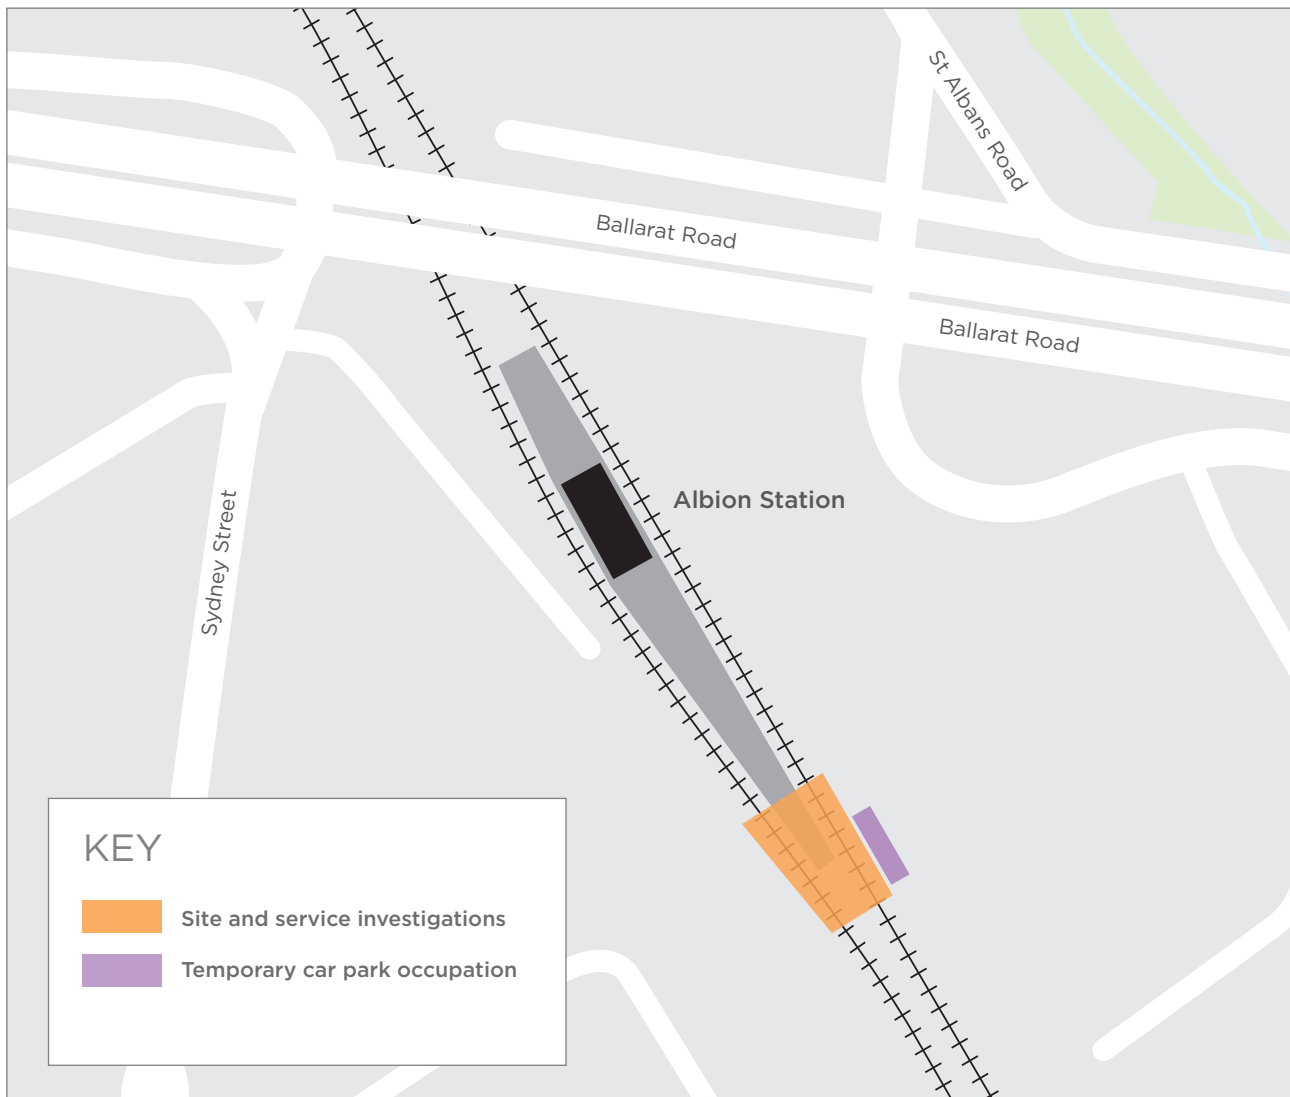 St Albans Road
Ballarat Road
Ballarat Road
Albion Station
Sydney Street
KEY
Site and service investigations
Temporary car park occupation